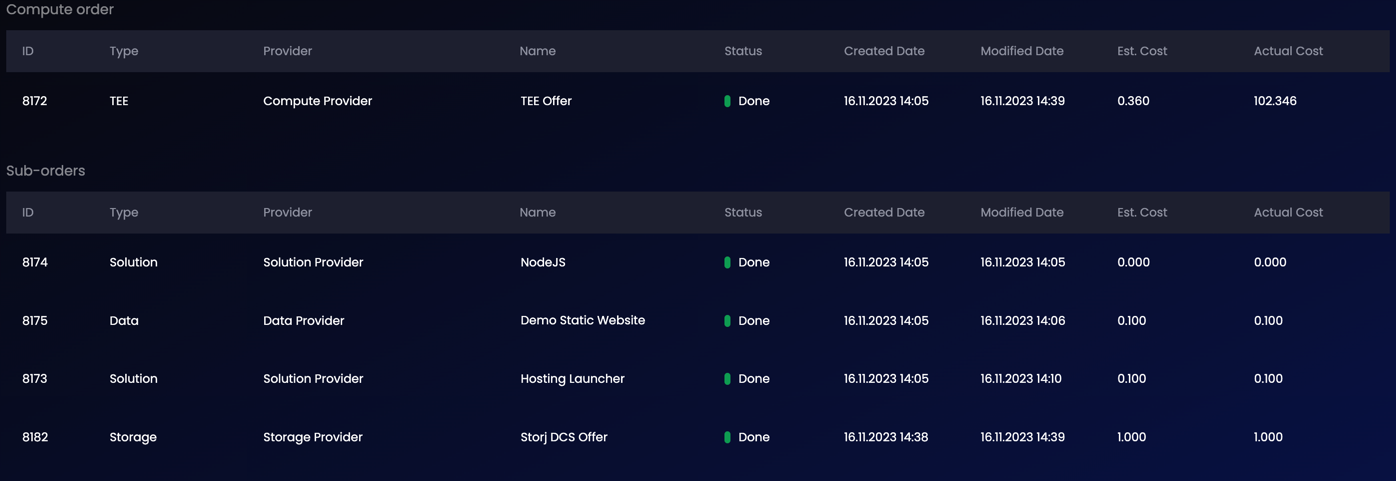 Compute order
ID Type Provider Name Status Created Date Modified Date Est. Cost Actual Cost
8172 TEE Compute Provider TEE Offer Done 16.11.2023 14:05 16.11.2023 14:39 0.360 102.346
Sub-orders
ID Type Provider Name Status Created Date Modified Date Est. Cost Actual Cost
8174 Solution Solution Provider NodeJS Done 16.11.2023 14:05 16.11.2023 14:05 0.000 0.000
8175 Data Data Provider Demo Static Website Done 16.11.2023 14:05 16.11.2023 14:06 0.100 0.100
8173 Solution Solution Provider Hosting Launcher Done 16.11.2023 14:05 16.11.2023 14:10 0.100 0.100
8182 Storage Storage Provider Storj DCS Offer Done 16.11.2023 14:38 16.11.2023 14:39 1.000 1.000